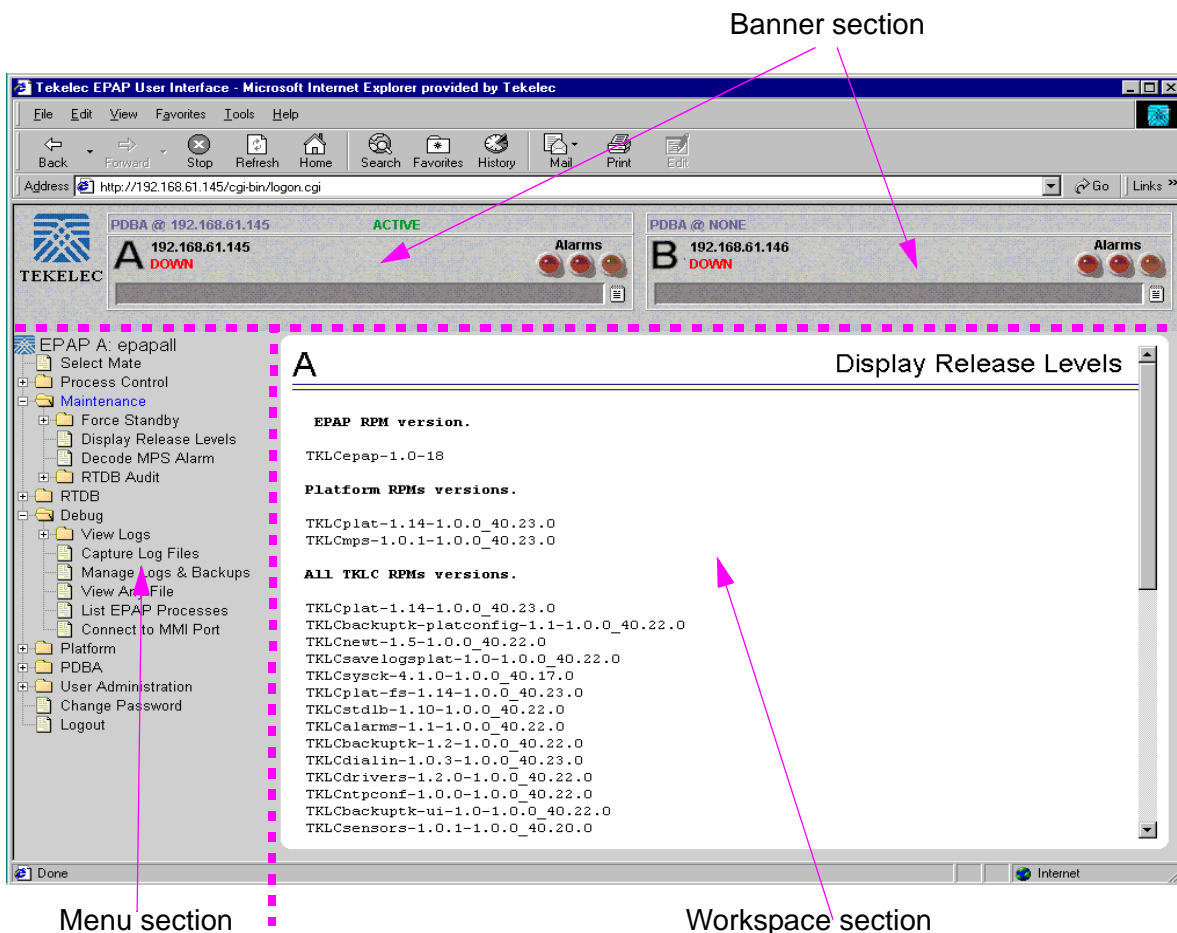 Banner section
Tekelec EPAP User Interface - Microsoft Internet Explorer provided by Tekelec
File Edit View Favorites Tools Help
Back Forward Stop Refresh Home Search Favorites History Mail Print Edit
Address http://192.168.61.145/cgi-bin/logon.cgi Go Links »
TEKELEC
PDBA @ 192.168.61.145 ACTIVE
A 192.168.61.145 Alarms
DOWN
PDBA @ NONE
B 192.168.61.146 Alarms
DOWN
EPAP A: epapall
Select Mate
Process Control
Maintenance
Force Standby
Display Release Levels
Decode MPS Alarm
RTDB Audit
RTDB
Debug
View Logs
Capture Log Files
Manage Logs & Backups
View Any File
List EPAP Processes
Connect to MMI Port
Platform
PDBA
User Administration
Change Password
Logout
A Display Release Levels
EPAP RPM version.
TKLCepap-1.0-18
Platform RPMs versions.
TKLCplat-1.14-1.0.0_40.23.0
TKLCmps-1.0.1-1.0.0_40.23.0
All TKLC RPMs versions.
TKLCplat-1.14-1.0.0_40.23.0
TKLCbackuptk-platconfig-1.1-1.0.0_40.22.0
TKLCnewt-1.5-1.0.0_40.22.0
TKLCsavelogsplat-1.0-1.0.0_40.22.0
TKLCsysck-4.1.0-1.0.0_40.17.0
TKLCplat-fs-1.14-1.0.0_40.23.0
TKLCstdlb-1.10-1.0.0_40.22.0
TKLCalarms-1.1-1.0.0_40.22.0
TKLCbackuptk-1.2-1.0.0_40.22.0
TKLCdialin-1.0.3-1.0.0_40.23.0
TKLCdrivers-1.2.0-1.0.0_40.22.0
TKLCntpconf-1.0.0-1.0.0_40.22.0
TKLCbackuptk-ui-1.0-1.0.0_40.22.0
TKLCsensors-1.0.1-1.0.0_40.20.0
Done Internet
Menu section
Workspace section